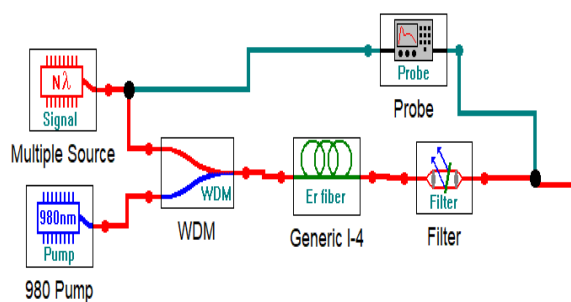 Probe
Probe
Nλ
Signal
Multiple Source
WDM
WDM
Er fiber
Generic I-4
Filter
Filter
980nm
Pump
980 Pump